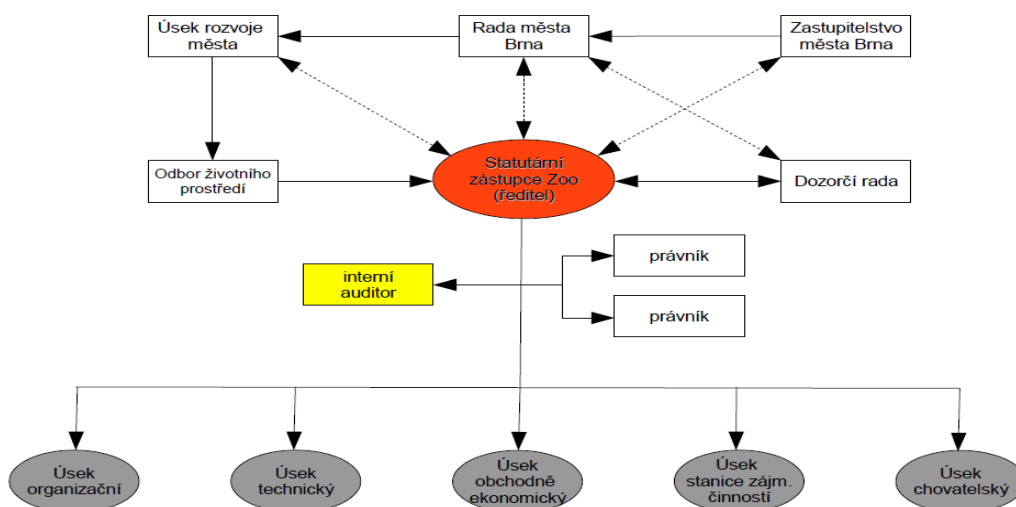 Úsek rozvoje
města
Rada města
Brna
Zastupitelstvo
města Brna
Odbor životního
prostředí
Statutární
zástupce Zoo
(ředitel)
Dozorčí rada
interní
auditor
právník
právník
Úsek
organizační
Úsek
technický
Úsek
obchodně
ekonomický
Úsek
stanice zájm.
činností
Úsek
chovatelský